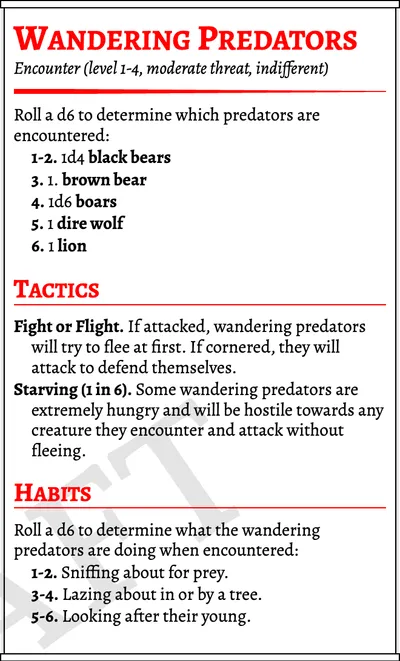 WANDERING PREDATORS
Encounter (level 1-4, moderate threat, indifferent)
Roll a d6 to determine which predators are
encountered:
1-2. 1d4 black bears
3. 1. brown bear
4. 1d6 boars
5. 1 dire wolf
6. 1 lion
TACTICS
Fight or Flight. If attacked, wandering predators
will try to flee at first. If cornered, they will
attack to defend themselves.
Starving (1 in 6). Some wandering predators are
extremely hungry and will be hostile towards any
creature they encounter and attack without
fleeing.
HABITS
Roll a d6 to determine what the wandering
predators are doing when encountered:
1-2. Sniffing about for prey.
3-4. Lazing about in or by a tree.
5-6. Looking after their young.
AFT